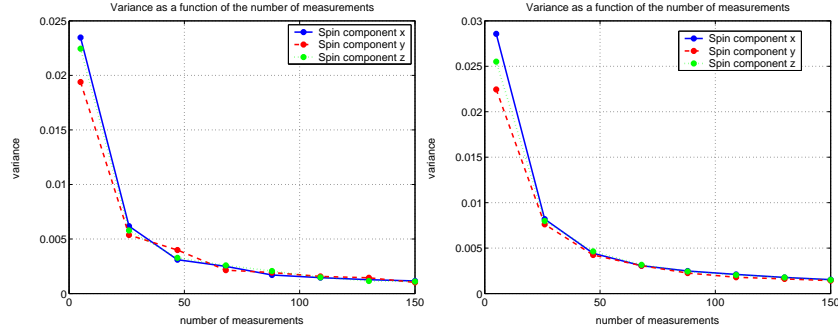 Variance as a function of the number of measurements
0.025
0.02
0.015
0.01
0.005
0
0
50
100
150
variance
number of measurements
Spin component x
Spin component y
Spin component z
Variance as a function of the number of measurements
0.03
0.025
0.02
0.015
0.01
0.005
0
0
50
100
150
variance
number of measurements
Spin component x
Spin component y
Spin component z